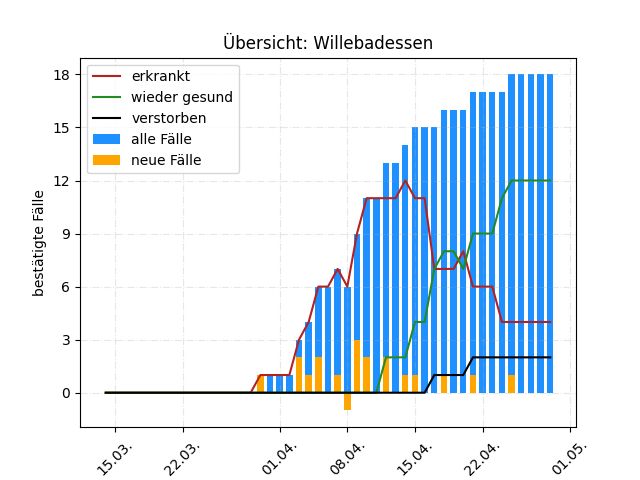 Übersicht: Willebadessen
erkrankt
wieder gesund
verstorben
alle Fälle
neue Fälle
bestätigte Fälle
18
15
12
9
6
3
0
15.03.
22.03.
01.04.
08.04.
15.04.
22.04.
01.05.